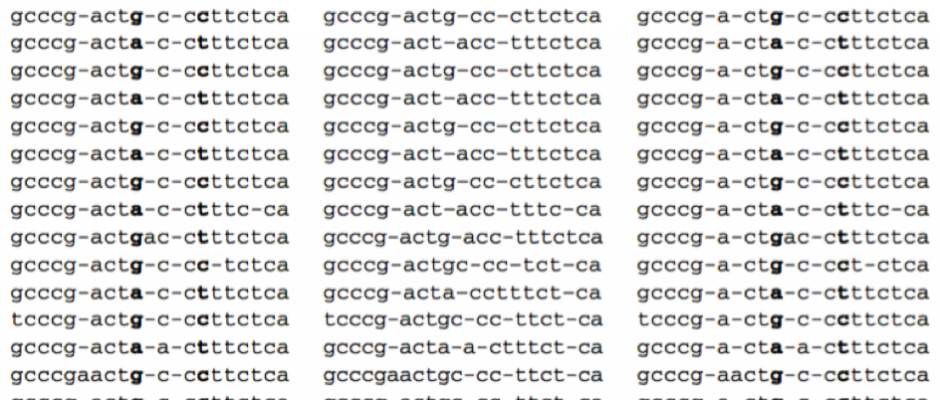 gcccg-actg-c-ccttctca gcccg-actg-cc-cttctca gcccg-a-ctg-c-ccttctca
gcccg-acta-c-ctttctca gcccg-act-acc-tttctca gcccg-a-cta-c-ctttctca
gcccg-actg-c-ccttctca gcccg-actg-cc-cttctca gcccg-a-ctg-c-ccttctca
gcccg-acta-c-ctttctca gcccg-act-acc-tttctca gcccg-a-cta-c-ctttctca
gcccg-actg-c-ccttctca gcccg-actg-cc-cttctca gcccg-a-ctg-c-ccttctca
gcccg-acta-c-ctttctca gcccg-act-acc-tttctca gcccg-a-cta-c-ctttctca
gcccg-actg-c-ccttctca gcccg-actg-cc-cttctca gcccg-a-ctg-c-ccttctca
gcccg-acta-c-ctttc-ca gcccg-act-acc-tttc-ca gcccg-a-cta-c-ctttc-ca
gcccg-actgac-ctttctca gcccg-actg-acc-tttctca gcccg-a-ctgac-ctttctca
gcccg-actg-c-ccc-tctca gcccg-actgc-cc-tct-ca gcccg-a-ctg-c-ccct-ctca
gcccg-acta-c-ctttctca gcccg-acta-cctttct-ca gcccg-a-cta-c-ctttctca
tcccg-actg-c-ccttctca tcccg-actgc-cc-ttct-ca tcccg-a-ctg-c-ccttctca
gcccg-acta-a-ctttctca gcccg-acta-a-ctttct-ca gcccg-a-cta-a-ctttctca
gcccgaactg-c-ccttctca gcccgaactgc-cc-ttct-ca gcccg-aactg-c-ccttctca